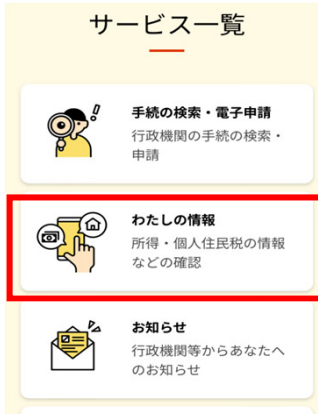 サービス一覧
手続の検索・電子申請
行政機関の手続の検索・
申請
わたしの情報
所得・個人住民税の情報
などの確認
お知らせ
行政機関等からあなたへ
のお知らせ